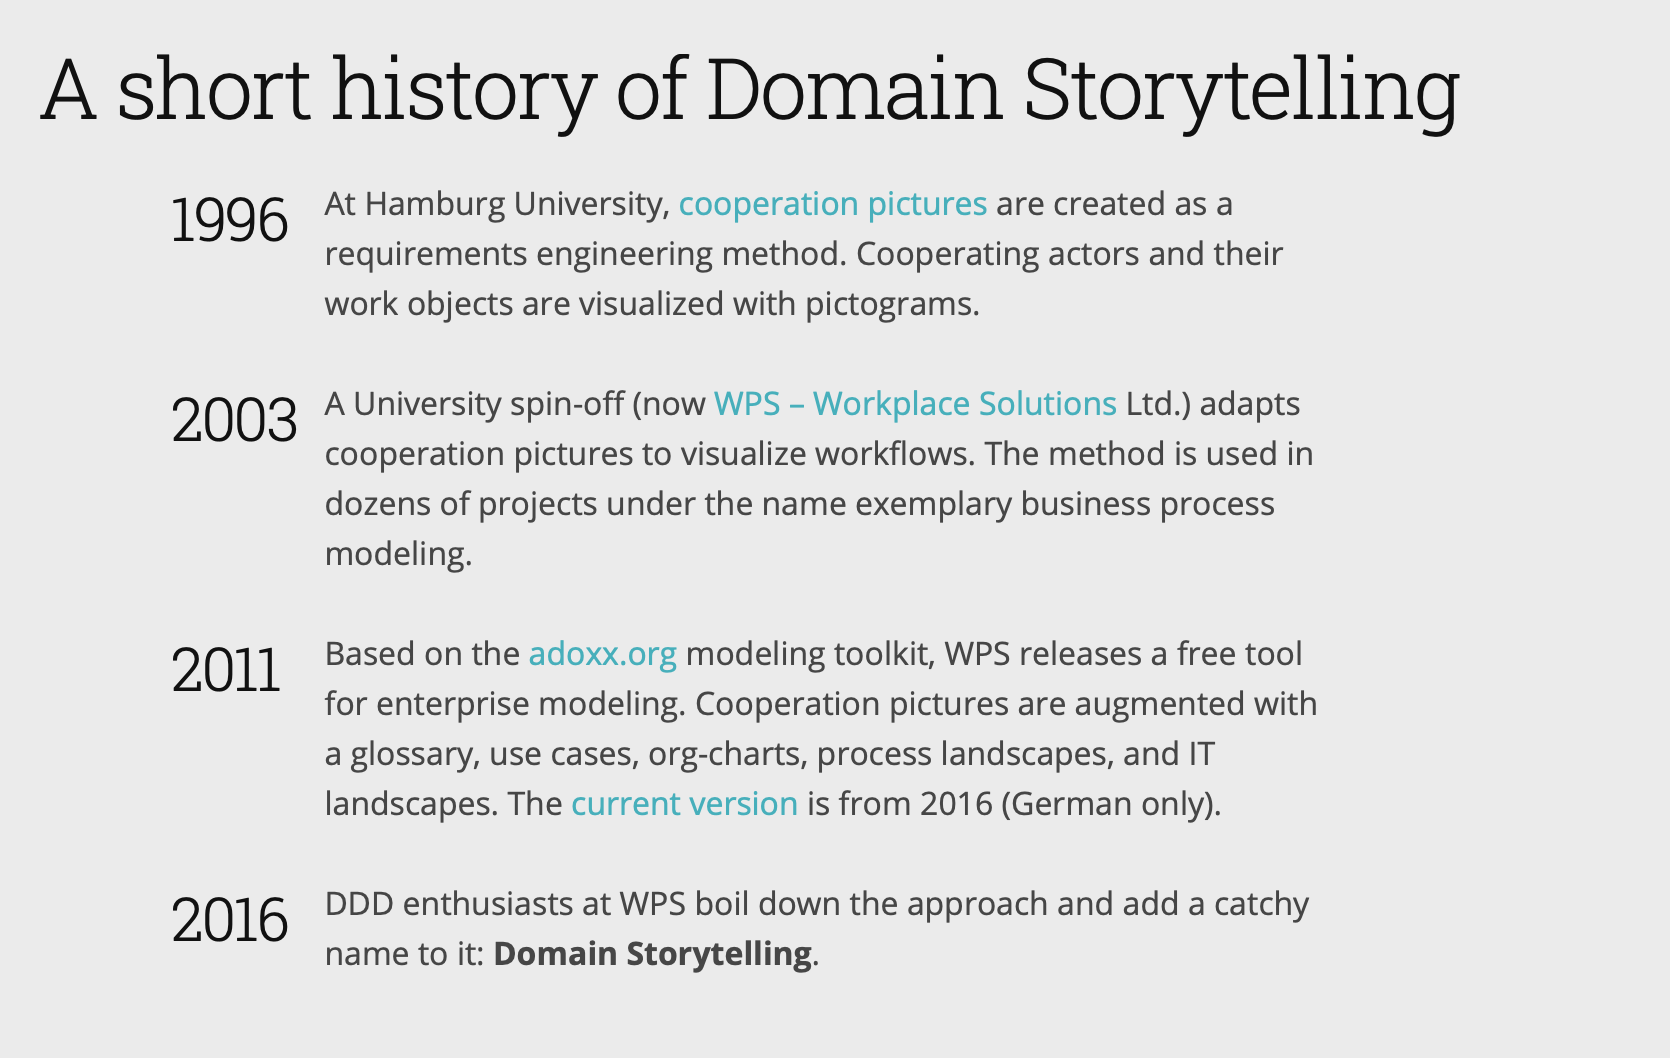 A short history of Domain Storytelling
1996
At Hamburg University, cooperation pictures are created as a
requirements engineering method. Cooperating actors and their
work objects are visualized with pictograms.
2003
A University spin-off (now WPS – Workplace Solutions Ltd.) adapts
cooperation pictures to visualize workflows. The method is used in
dozens of projects under the name exemplary business process
modeling.
2011
Based on the adoxx.org modeling toolkit, WPS releases a free tool
for enterprise modeling. Cooperation pictures are augmented with
a glossary, use cases, org-charts, process landscapes, and IT
landscapes. The current version is from 2016 (German only).
2016
DDD enthusiasts at WPS boil down the approach and add a catchy
name to it: Domain Storytelling.